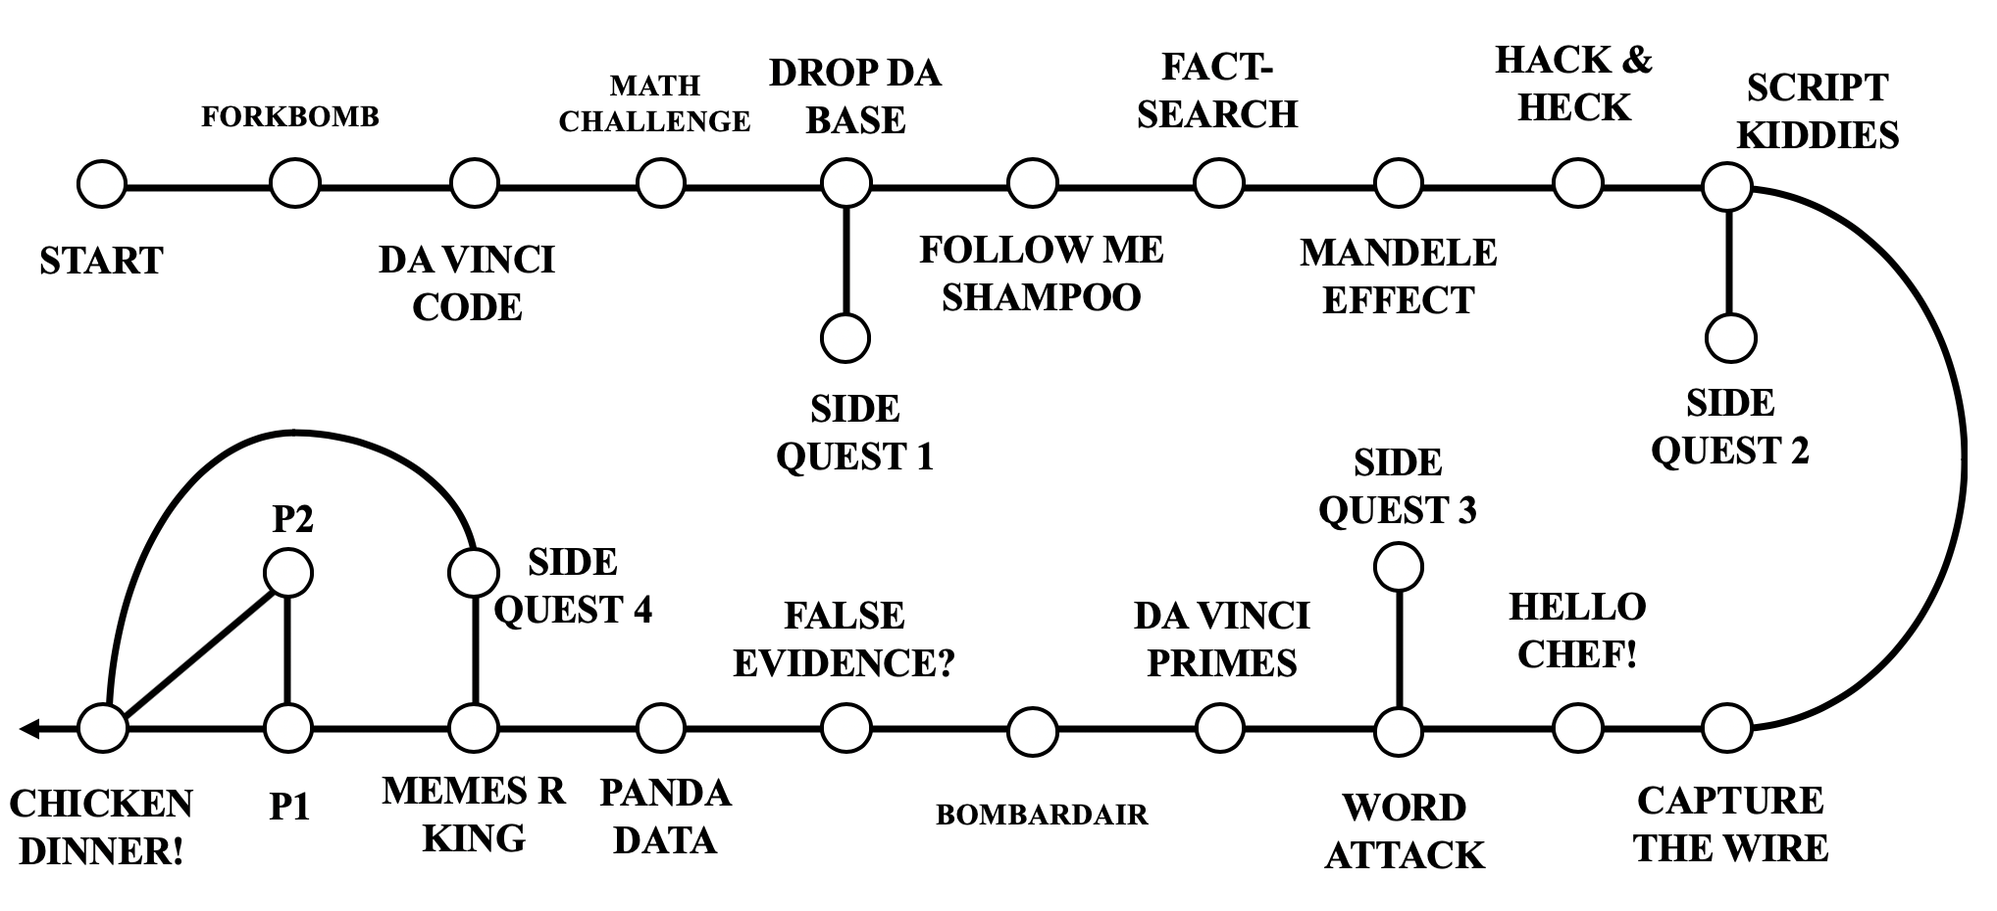 FORKBOMB
MATH
CHALLENGE
DROP DA
BASE
FACT-
SEARCH
HACK &
HECK
SCRIPT
KIDDIES
START
DA VINCI
CODE
FOLLOW ME
SHAMPOO
MANDELE
EFFECT
SIDE
QUEST 1
SIDE
QUEST 2
SIDE
QUEST 3
P2
SIDE
QUEST 4
FALSE
EVIDENCE?
DA VINCI
PRIMES
HELLO
CHEF!
CHICKEN
DINNER!
P1
MEMES R
KING
PANDA
DATA
BOMBARDAIR
WORD
ATTACK
CAPTURE
THE WIRE